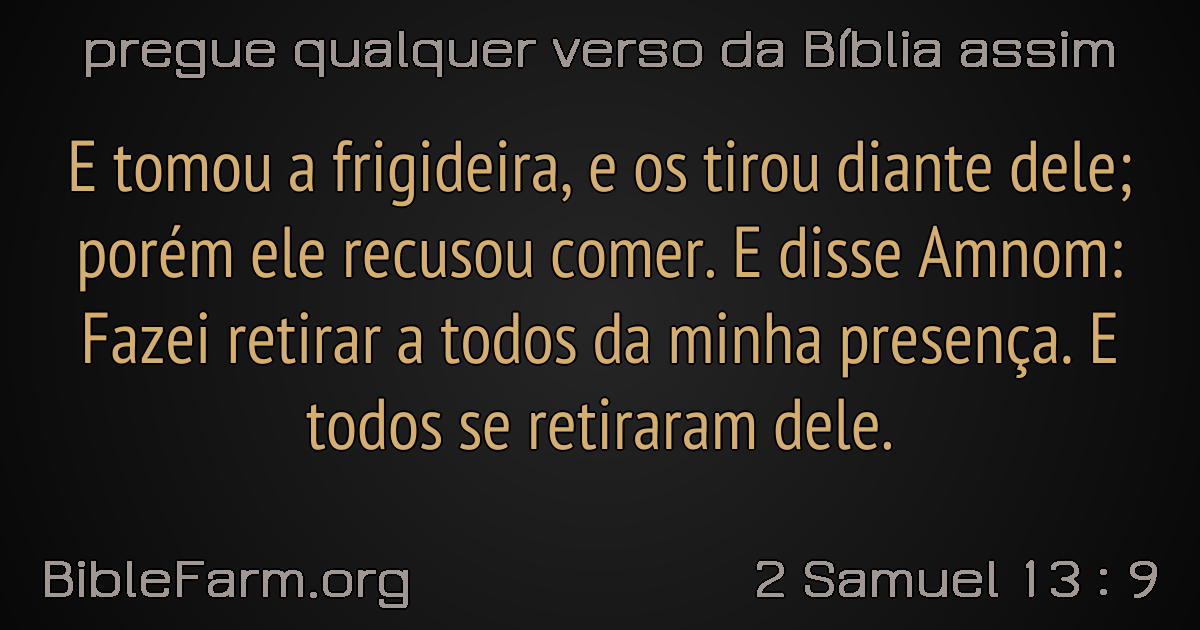 pregue qualquer verso da Bíblia assim
E tomou a frigideira, e os tirou diante dele;
porém ele recusou comer. E disse Amnom:
Fazei retirar a todos da minha presença. E
todos se retiraram dele.
BibleFarm.org
2 Samuel 13 : 9